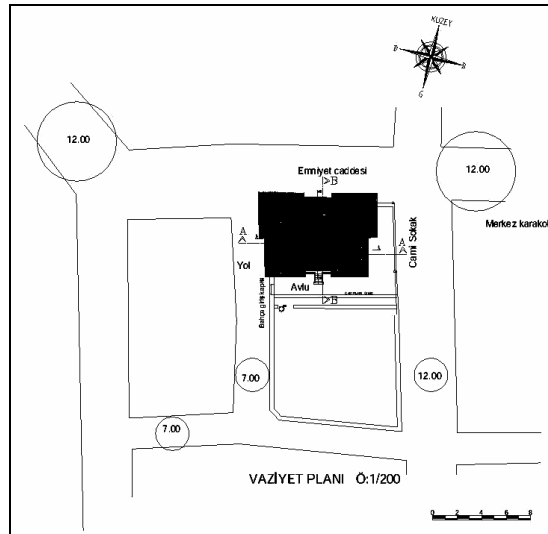 KUZEY
B
D
G
12.00
12.00
Emniyet caddesi
B
Merkez karakol
Cami Sokak
A
A
Yol
Avlu
Bahçe giriş kapısı
B
7.00
12.00
7.00
VAZİYET PLANI Ö:1/200
0 2 4 6 8